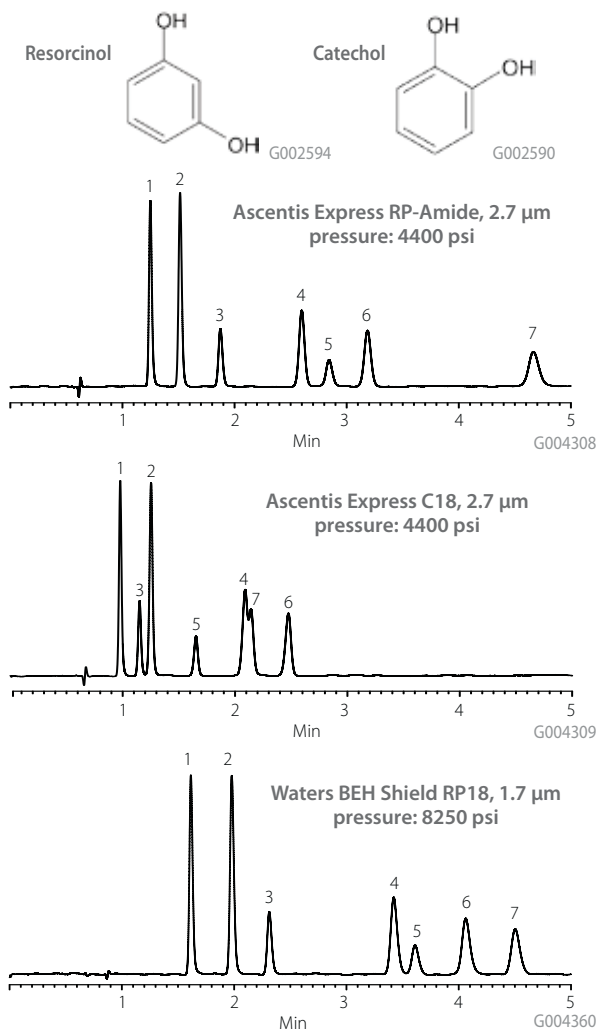 Resorcinol
OH
OH
G002594
Catechol
OH
OH
G002590
Ascentis Express RP-Amide, 2.7 µm
pressure: 4400 psi
1 2 3 4 5 6 7
1 2 3 4 5
Min
G004308
Ascentis Express C18, 2.7 µm
pressure: 4400 psi
1 3 2 5 4 7 6
1 2 3 4 5
Min
G004309
Waters BEH Shield RP18, 1.7 µm
pressure: 8250 psi
1 2 3 4 5 6 7
1 2 3 4 5
Min
G004360